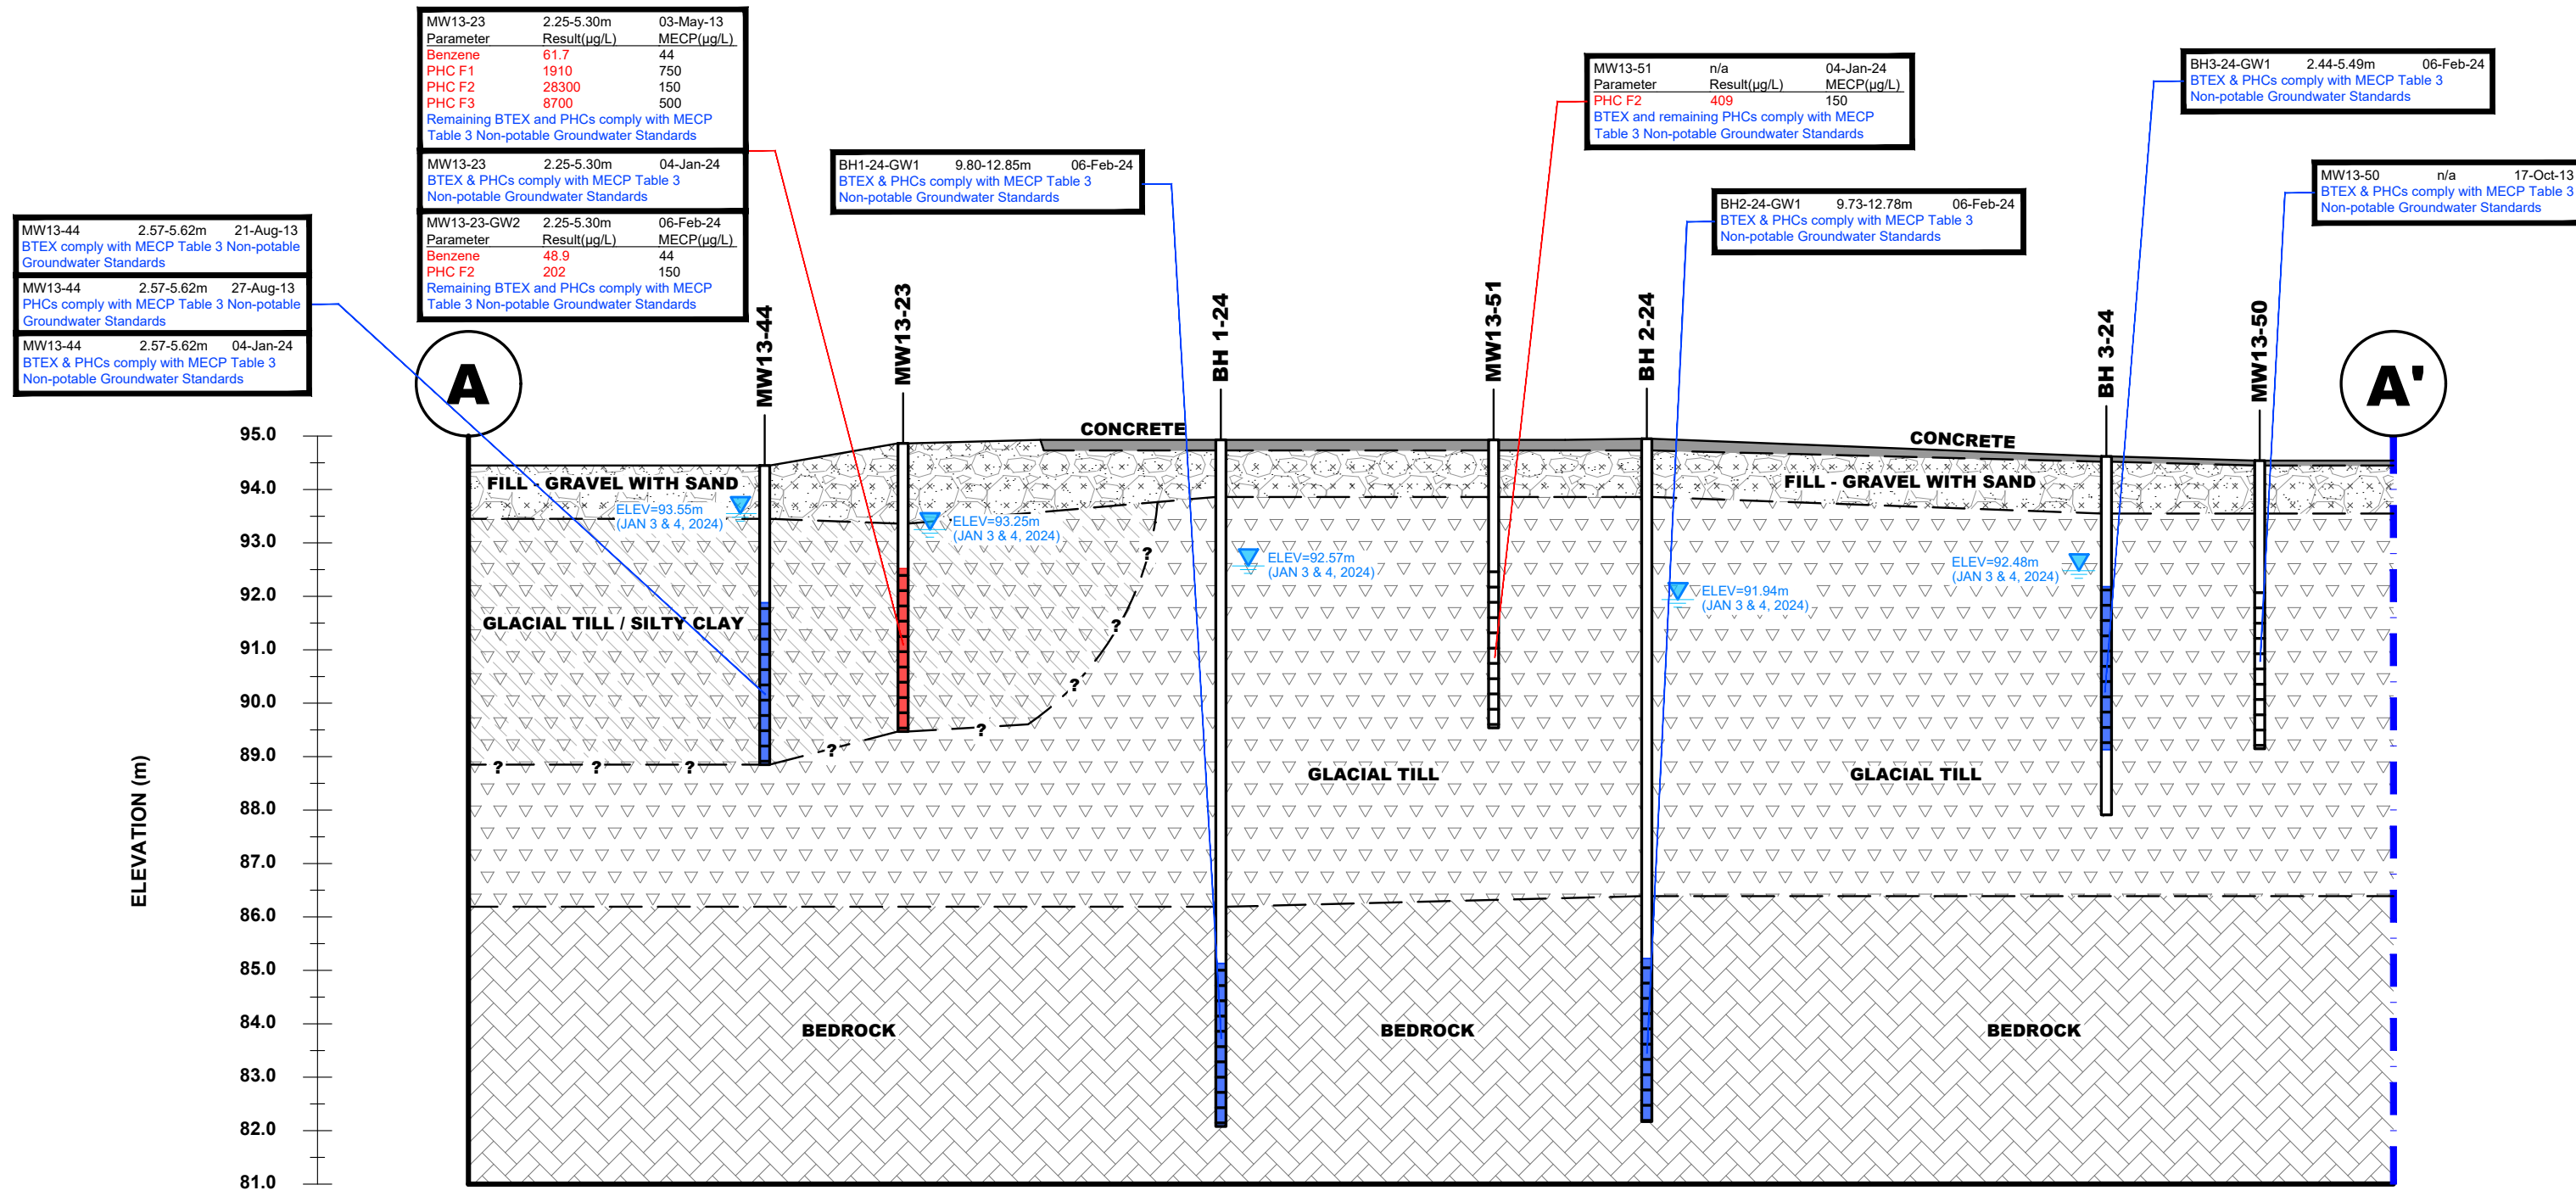 MW13-23 2.25-5.30m 03-May-13
Parameter Result(µg/L) MECP(µg/L)
Benzene 61.7 44
PHC F1 1910 750
PHC F2 28300 150
PHC F3 8700 500
Remaining BTEX and PHCs comply with MECP
Table 3 Non-potable Groundwater Standards
MW13-23 2.25-5.30m 04-Jan-24
BTEX & PHCs comply with MECP Table 3
Non-potable Groundwater Standards
MW13-23-GW2 2.25-5.30m 06-Feb-24
Parameter Result(µg/L) MECP(µg/L)
Benzene 48.9 44
PHC F2 202 150
Remaining BTEX and PHCs comply with MECP
Table 3 Non-potable Groundwater Standards
MW13-51 n/a 04-Jan-24
Parameter Result(µg/L) MECP(µg/L)
PHC F2 409 150
BTEX and remaining PHCs comply with MECP
Table 3 Non-potable Groundwater Standards
BH3-24-GW1 2.44-5.49m 06-Feb-24
BTEX & PHCs comply with MECP Table 3
Non-potable Groundwater Standards
BH1-24-GW1 9.80-12.85m 06-Feb-24
BTEX & PHCs comply with MECP Table 3
Non-potable Groundwater Standards
MW13-50 n/a 17-Oct-13
BTEX & PHCs comply with MECP Table 3
Non-potable Groundwater Standards
BH2-24-GW1 9.73-12.78m 06-Feb-24
BTEX & PHCs comply with MECP Table 3
Non-potable Groundwater Standards
MW13-44 2.57-5.62m 21-Aug-13
BTEX comply with MECP Table 3 Non-potable
Groundwater Standards
MW13-44 2.57-5.62m 27-Aug-13
PHCs comply with MECP Table 3 Non-potable
Groundwater Standards
MW13-44 2.57-5.62m 04-Jan-24
BTEX & PHCs comply with MECP Table 3
Non-potable Groundwater Standards
A
MW13-44
MW13-23
BH 1-24
MW13-51
BH 2-24
BH 3-24
MW13-50
A'
CONCRETE
CONCRETE
FILL - GRAVEL WITH SAND
FILL - GRAVEL WITH SAND
ELEV=93.55m
(JAN 3 & 4, 2024)
ELEV=93.25m
(JAN 3 & 4, 2024)
ELEV=92.57m
(JAN 3 & 4, 2024)
ELEV=91.94m
(JAN 3 & 4, 2024)
ELEV=92.48m
(JAN 3 & 4, 2024)
GLACIAL TILL / SILTY CLAY
?
?
?
?
?
?
?
?
GLACIAL TILL
GLACIAL TILL
BEDROCK
BEDROCK
BEDROCK
ELEVATION (m)
95.0
94.0
93.0
92.0
91.0
90.0
89.0
88.0
87.0
86.0
85.0
84.0
83.0
82.0
81.0